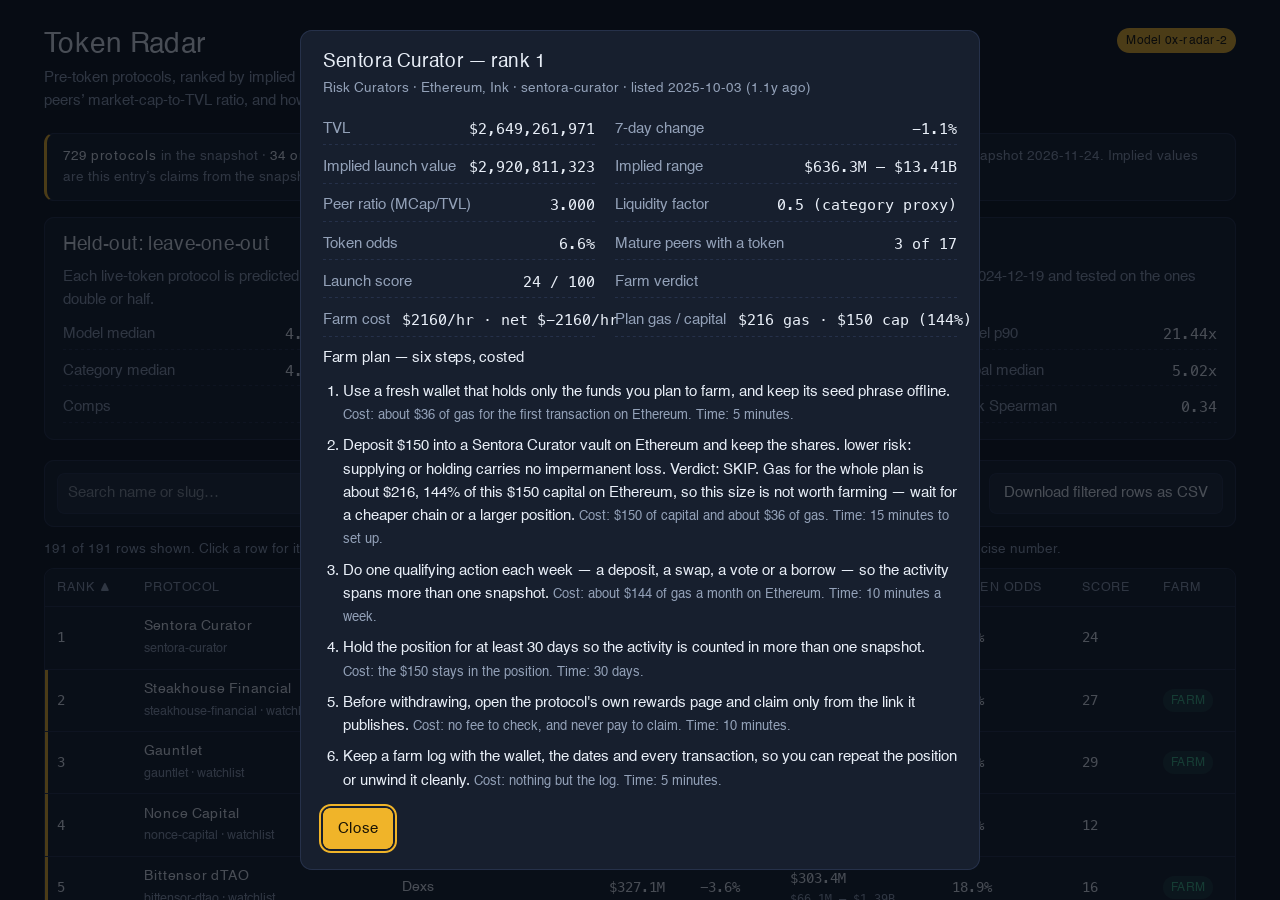 Token Radar
Model 0x-radar-2
Pre-token protocols, ranked by implied
peers' market-cap-to-TVL ratio, and how
729 protocols in the snapshot · 34 o
apshot 2026-11-24. Implied values
are this entry's claims from the snapsh
Held-out: leave-one-out
Each live-token protocol is predicted
024-12-19 and tested on the ones
double or half.
Model median 4.
el p90 21.44x
Category median 4.
al median 5.02x
Comps
k Spearman 0.34
Search name or slug…
Download filtered rows as CSV
191 of 191 rows shown. Click a row for it
cise number.
RANK ▲ PROTOCOL
EN ODDS SCORE FARM
1 Sentora Curator % 24
sentora-curator
2 Steakhouse Financial % 27 FARM
steakhouse-financial · watchl
3 Gauntlet % 29 FARM
gauntlet · watchlist
4 Nonce Capital % 12
nonce-capital · watchlist
5 Bittensor dTAO Dexs $327.1M −3.6% $303.4M 18.9% 16 FARM
bittensor-dtao · watchlist $66.1M — $1.39B
Sentora Curator — rank 1
Risk Curators · Ethereum, Ink · sentora-curator · listed 2025-10-03 (1.1y ago)
TVL $2,649,261,971 7-day change −1.1%
Implied launch value $2,920,811,323 Implied range $636.3M — $13.41B
Peer ratio (MCap/TVL) 3.000 Liquidity factor 0.5 (category proxy)
Token odds 6.6% Mature peers with a token 3 of 17
Launch score 24 / 100 Farm verdict
Farm cost $2160/hr · net $−2160/hr Plan gas / capital $216 gas · $150 cap (144%)
Farm plan — six steps, costed
1. Use a fresh wallet that holds only the funds you plan to farm, and keep its seed phrase offline.
Cost: about $36 of gas for the first transaction on Ethereum. Time: 5 minutes.
2. Deposit $150 into a Sentora Curator vault on Ethereum and keep the shares. lower risk:
supplying or holding carries no impermanent loss. Verdict: SKIP. Gas for the whole plan is
about $216, 144% of this $150 capital on Ethereum, so this size is not worth farming — wait for
a cheaper chain or a larger position. Cost: $150 of capital and about $36 of gas. Time: 15 minutes to
set up.
3. Do one qualifying action each week — a deposit, a swap, a vote or a borrow — so the activity
spans more than one snapshot. Cost: about $144 of gas a month on Ethereum. Time: 10 minutes a
week.
4. Hold the position for at least 30 days so the activity is counted in more than one snapshot.
Cost: the $150 stays in the position. Time: 30 days.
5. Before withdrawing, open the protocol's own rewards page and claim only from the link it
publishes. Cost: no fee to check, and never pay to claim. Time: 10 minutes.
6. Keep a farm log with the wallet, the dates and every transaction, so you can repeat the position
or unwind it cleanly. Cost: nothing but the log. Time: 5 minutes.
Close